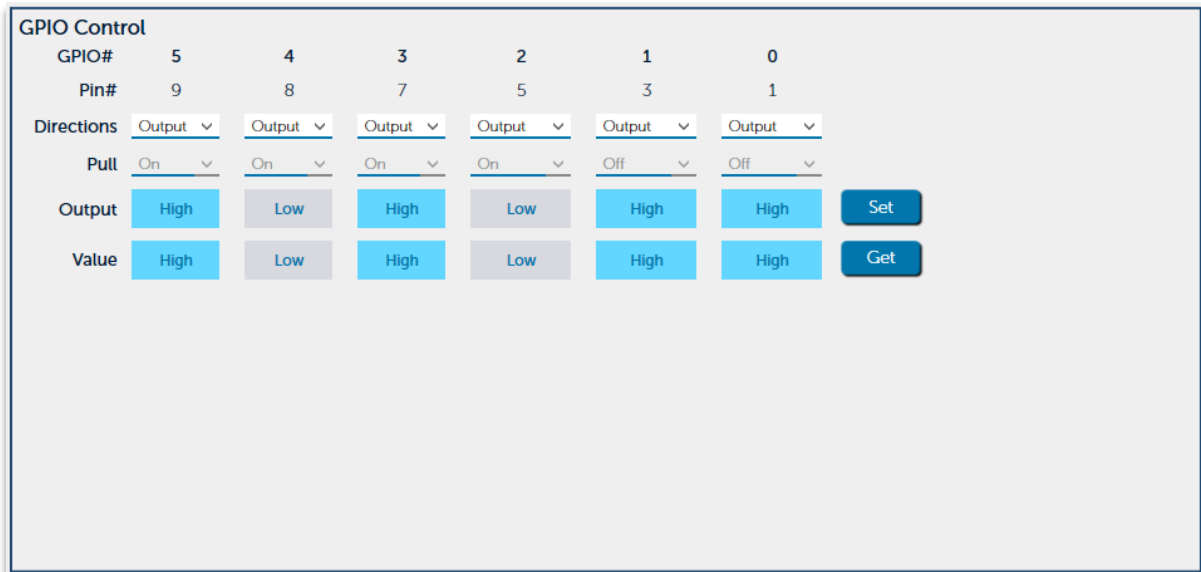 GPIO Control
GPIO# 5 4 3 2 1 0
Pin# 9 8 7 5 3 1
Directions Output Output Output Output Output Output
Pull On On On On Off Off
Output High Low High Low High High Set
Value High Low High Low High High Get